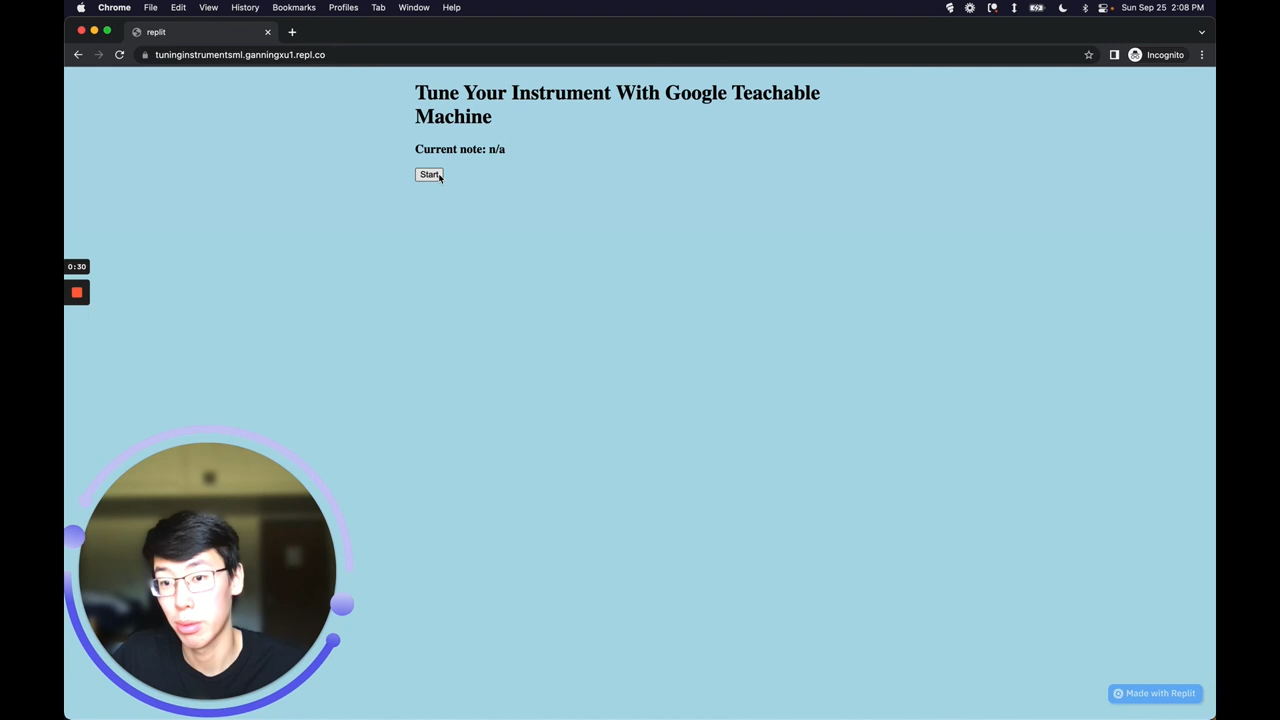 Chrome File Edit View History Bookmarks Profiles Tab Window Help Sun Sep 25 2:08 PM
replit
tuninginstrumentsml.ganningxu1.repl.co Incognito
Tune Your Instrument With Google Teachable
Machine
Current note: n/a
Start
0:30
Made with Replit